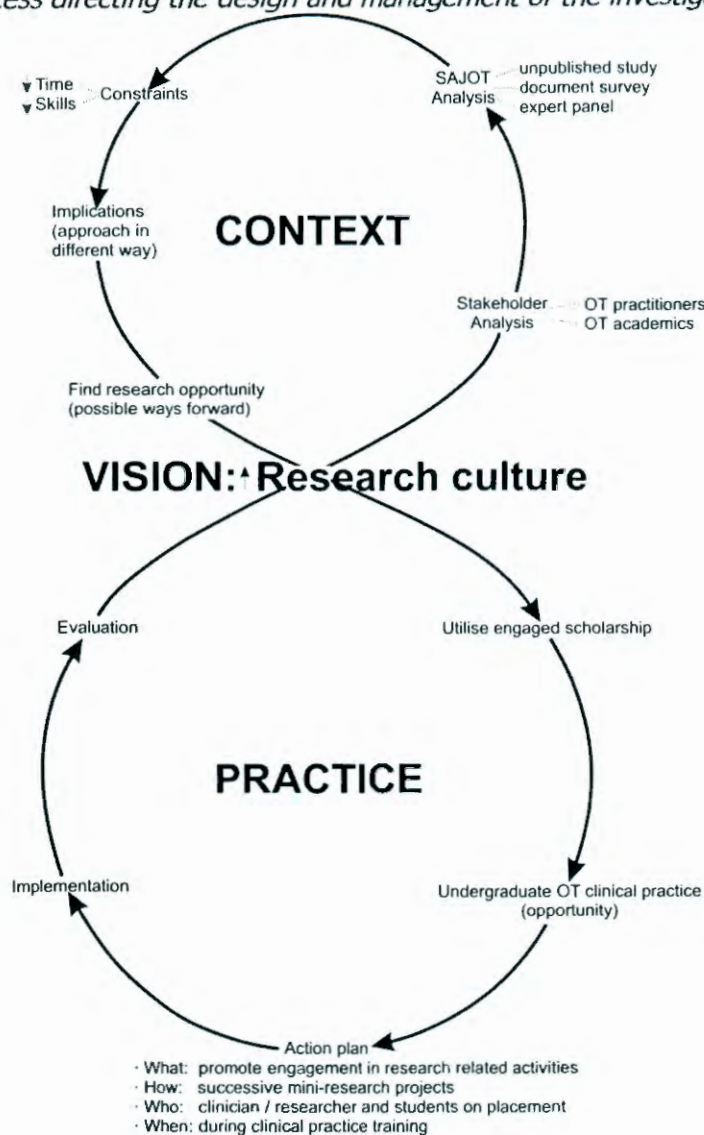 ess directing the design and management of the investiga
SAJOT Analysis
unpublished study
document survey
expert panel
Time
Skills
Constraints
Implications
(approach in
different way)
CONTEXT
Stakeholder
Analysis
OT practitioners
OT academics
Find research opportunity
(possible ways forward)
VISION: ↑ Research culture
Evaluation
Utilise engaged scholarship
PRACTICE
Implementation
Undergraduate OT clinical practice
(opportunity)
Action plan
· What: promote engagement in research related activities
· How: successive mini-research projects
· Who: clinician / researcher and students on placement
· When: during clinical practice training